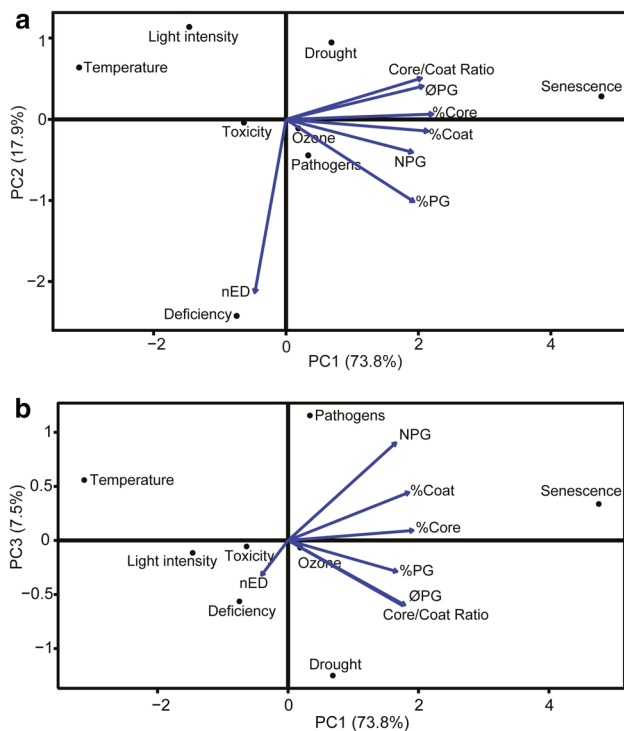 a
Light intensity
Drought
Temperature
Core/Coat Ratio
ØPG
Senescence
%Core
Toxicity
Ozone
%Coat
Pathogens
NPG
%PG
nED
Deficiency
1
0
−1
−2
PC2 (17.9%)
−2
0
2
4
PC1 (73.8%)
b
Pathogens
NPG
Temperature
%Coat
Senescence
%Core
Light intensity
Toxicity
Ozone
nED
%PG
Deficiency
ØPG
Core/Coat Ratio
Drought
1
0.5
0
−0.5
−1
PC3 (7.5%)
−2
0
2
4
PC1 (73.8%)